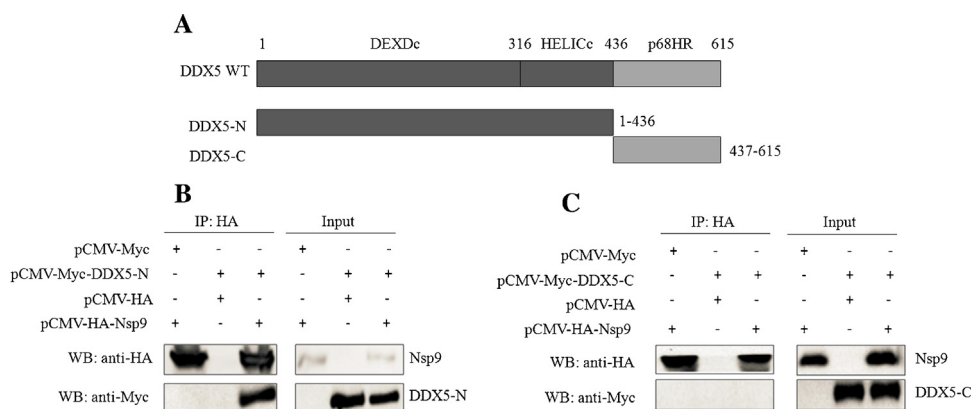 A
1 DEXDc 316 HELICc 436 p68HR 615
DDX5 WT
DDX5-N 1-436
DDX5-C 437-615
B
IP: HA Input
pCMV-Myc + - - + - -
pCMV-Myc-DDX5-N - + + - + +
pCMV-HA - + - - + -
pCMV-HA-Nsp9 + - + + - +
WB: anti-HA Nsp9
WB: anti-Myc DDX5-N
C
IP: HA Input
pCMV-Myc + - - + - -
pCMV-Myc-DDX5-C - + + - + +
pCMV-HA - + - - + -
pCMV-HA-Nsp9 + - + + - +
WB: anti-HA Nsp9
WB: anti-Myc DDX5-C